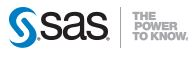 sas
THE
POWER
TO KNOW.